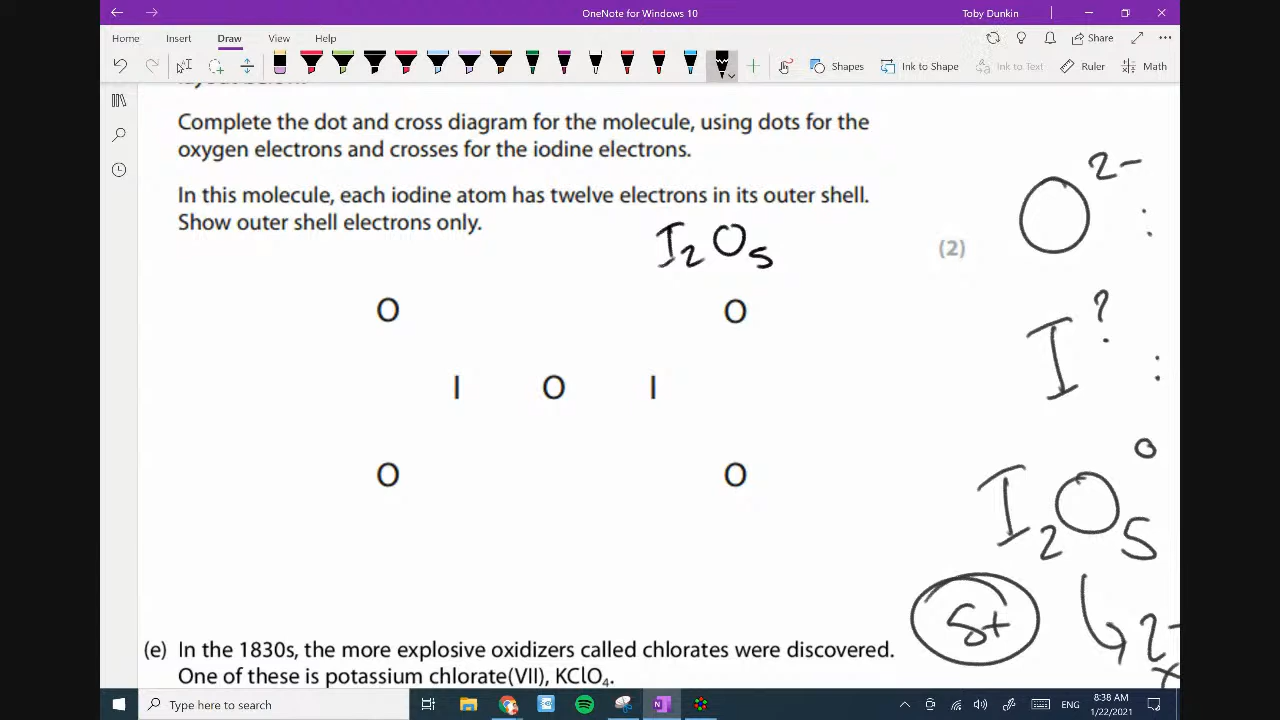 OneNote for Windows 10
Toby Dunkin
Home Insert Draw View Help
Share
Shapes Ink to Shape Ink to Text Ruler Math
Complete the dot and cross diagram for the molecule, using dots for the
oxygen electrons and crosses for the iodine electrons.
In this molecule, each iodine atom has twelve electrons in its outer shell.
Show outer shell electrons only.
(2)
I₂O₅
O O
I O I
O O
O 2- :
I ? :
I₂O₅ 0
5+
2-
(e) In the 1830s, the more explosive oxidizers called chlorates were discovered.
One of these is potassium chlorate(VII), KClO₄.
Type here to search
8:38 AM
1/22/2021